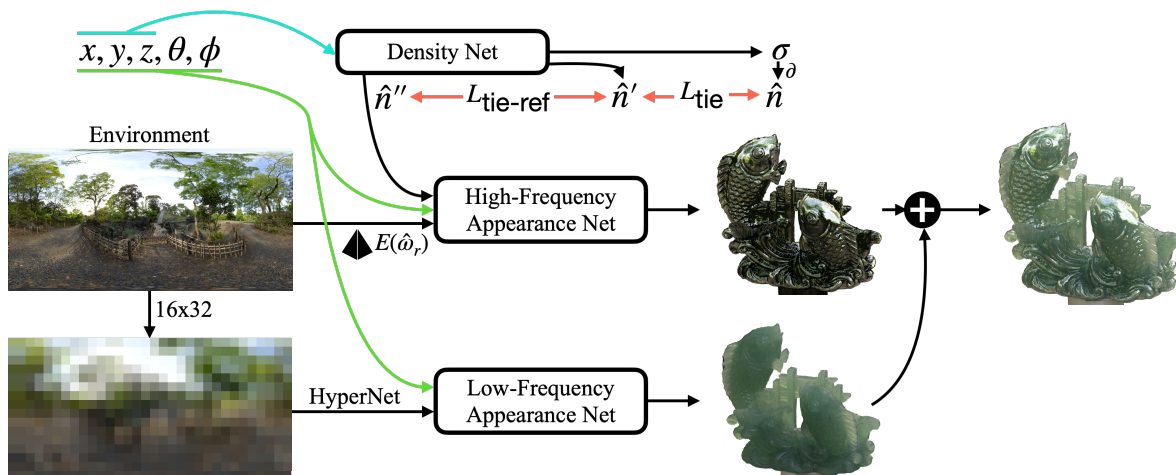 x, y, z, θ, ϕ
Density Net
σ
∂
n̂′′
L_tie-ref
n̂′
L_tie
n̂
Environment
High-Frequency
Appearance Net
E(ω̂_r)
16x32
HyperNet
Low-Frequency
Appearance Net